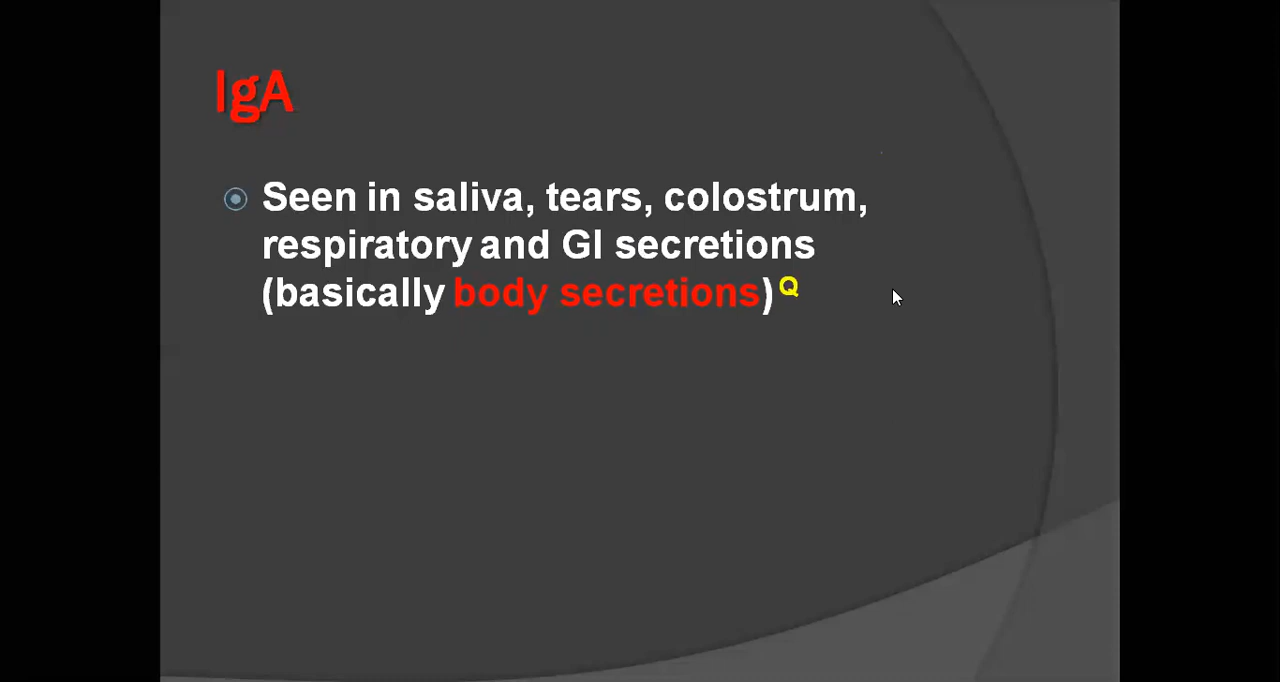 IgA
Seen in saliva, tears, colostrum,
respiratory and GI secretions
(basically body secretions)Q